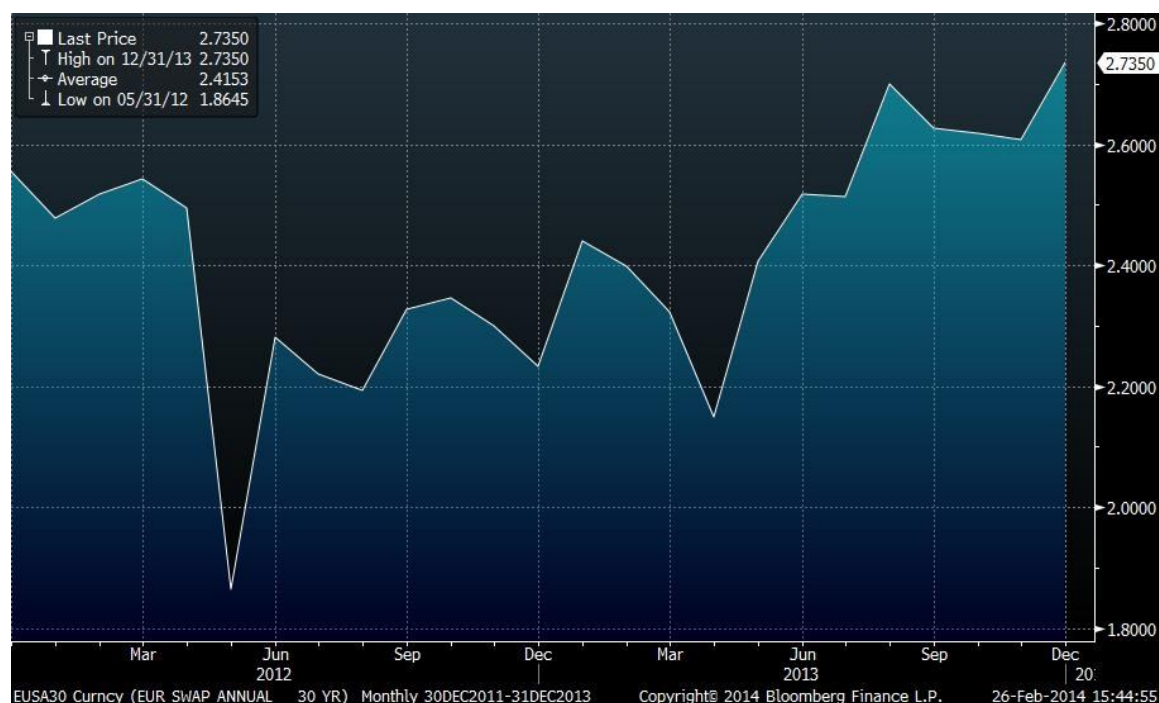 Last Price 2.7350
High on 12/31/13 2.7350
Average 2.4153
Low on 05/31/12 1.8645
2.8000
2.7350
2.6000
2.4000
2.2000
2.0000
1.8000
Mar Jun Sep Dec Mar Jun Sep Dec
2012 2013 20
EUSA30 Curncy (EUR SWAP ANNUAL 30 YR) Monthly 30DEC2011-31DEC2013 Copyright© 2014 Bloomberg Finance L.P. 26-Feb-2014 15:44:55